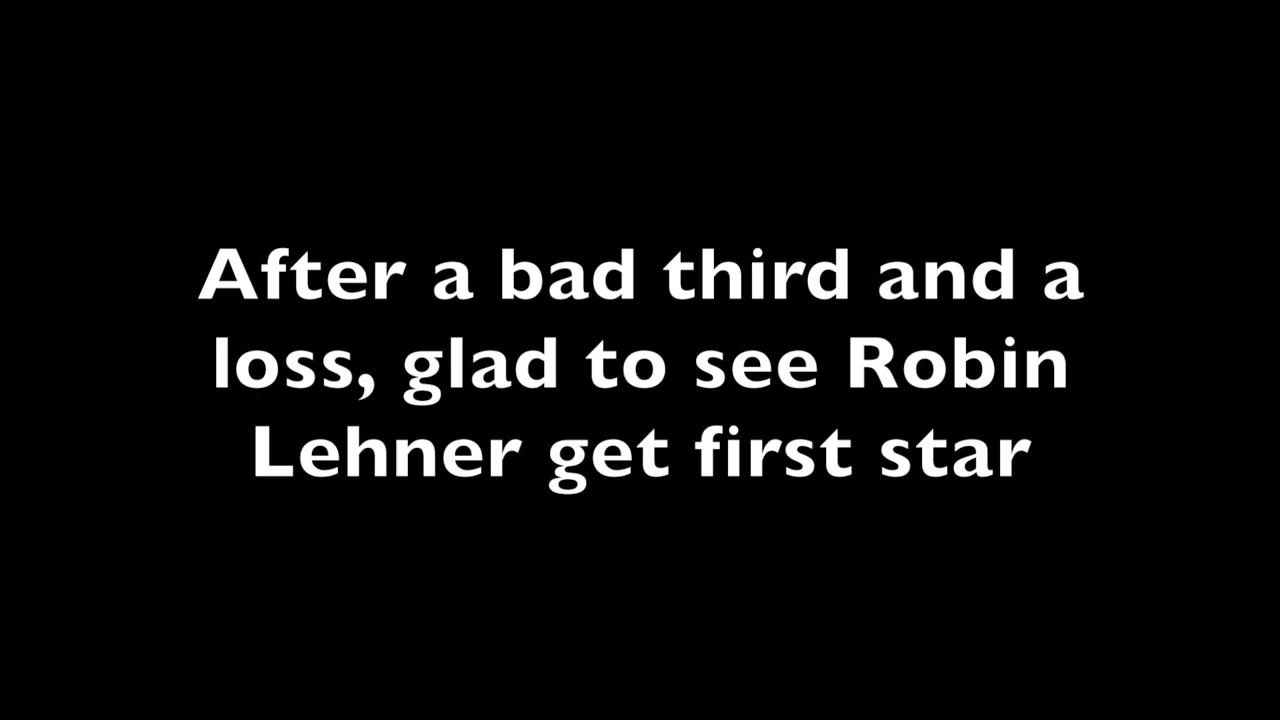 After a bad third and a
loss, glad to see Robin
Lehner get first star